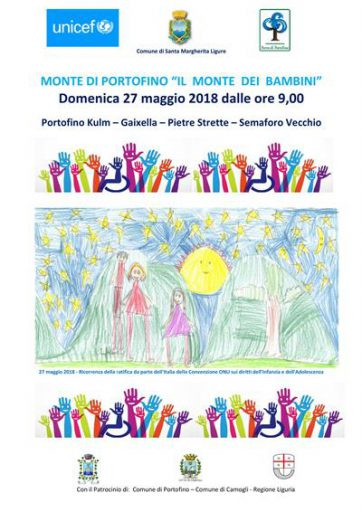 unicef
Comune di Santa Margherita Ligure
MONTE DI PORTOFINO “IL MONTE DEI BAMBINI”
Domenica 27 maggio 2018 dalle ore 9,00
Portofino Kulm – Gaixella – Pietre Strette – Semaforo Vecchio
27 maggio 2018 - Ricorrenza della ratifica da parte dell'Italia della Convenzione ONU sui diritti dell'Infanzia e dell'Adolescenza
Con il Patrocinio di: Comune di Portofino – Comune di Camogli - Regione Liguria